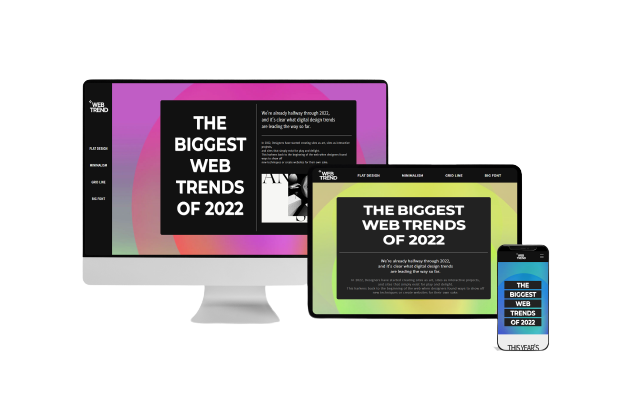 WEB
TREND
FLAT DESIGN
MINIMALISM
GRID-LINE
BIG FONT
THE
BIGGEST
WEB
TRENDS
OF 2022
We're already halfway through 2022,
and it's clear what digital design trends
are leading the way so far.
AN
WEB
TREND
FLAT DESIGN
MINIMALISM
GRID-LINE
BIG FONT
THE BIGGEST
WEB TRENDS
OF 2022
We're already halfway through 2022,
and it's clear what digital design trends
are leading the way so far.
WEB
TREND
THE
BIGGEST
WEB
TRENDS
OF 2022
THIS YEAR'S